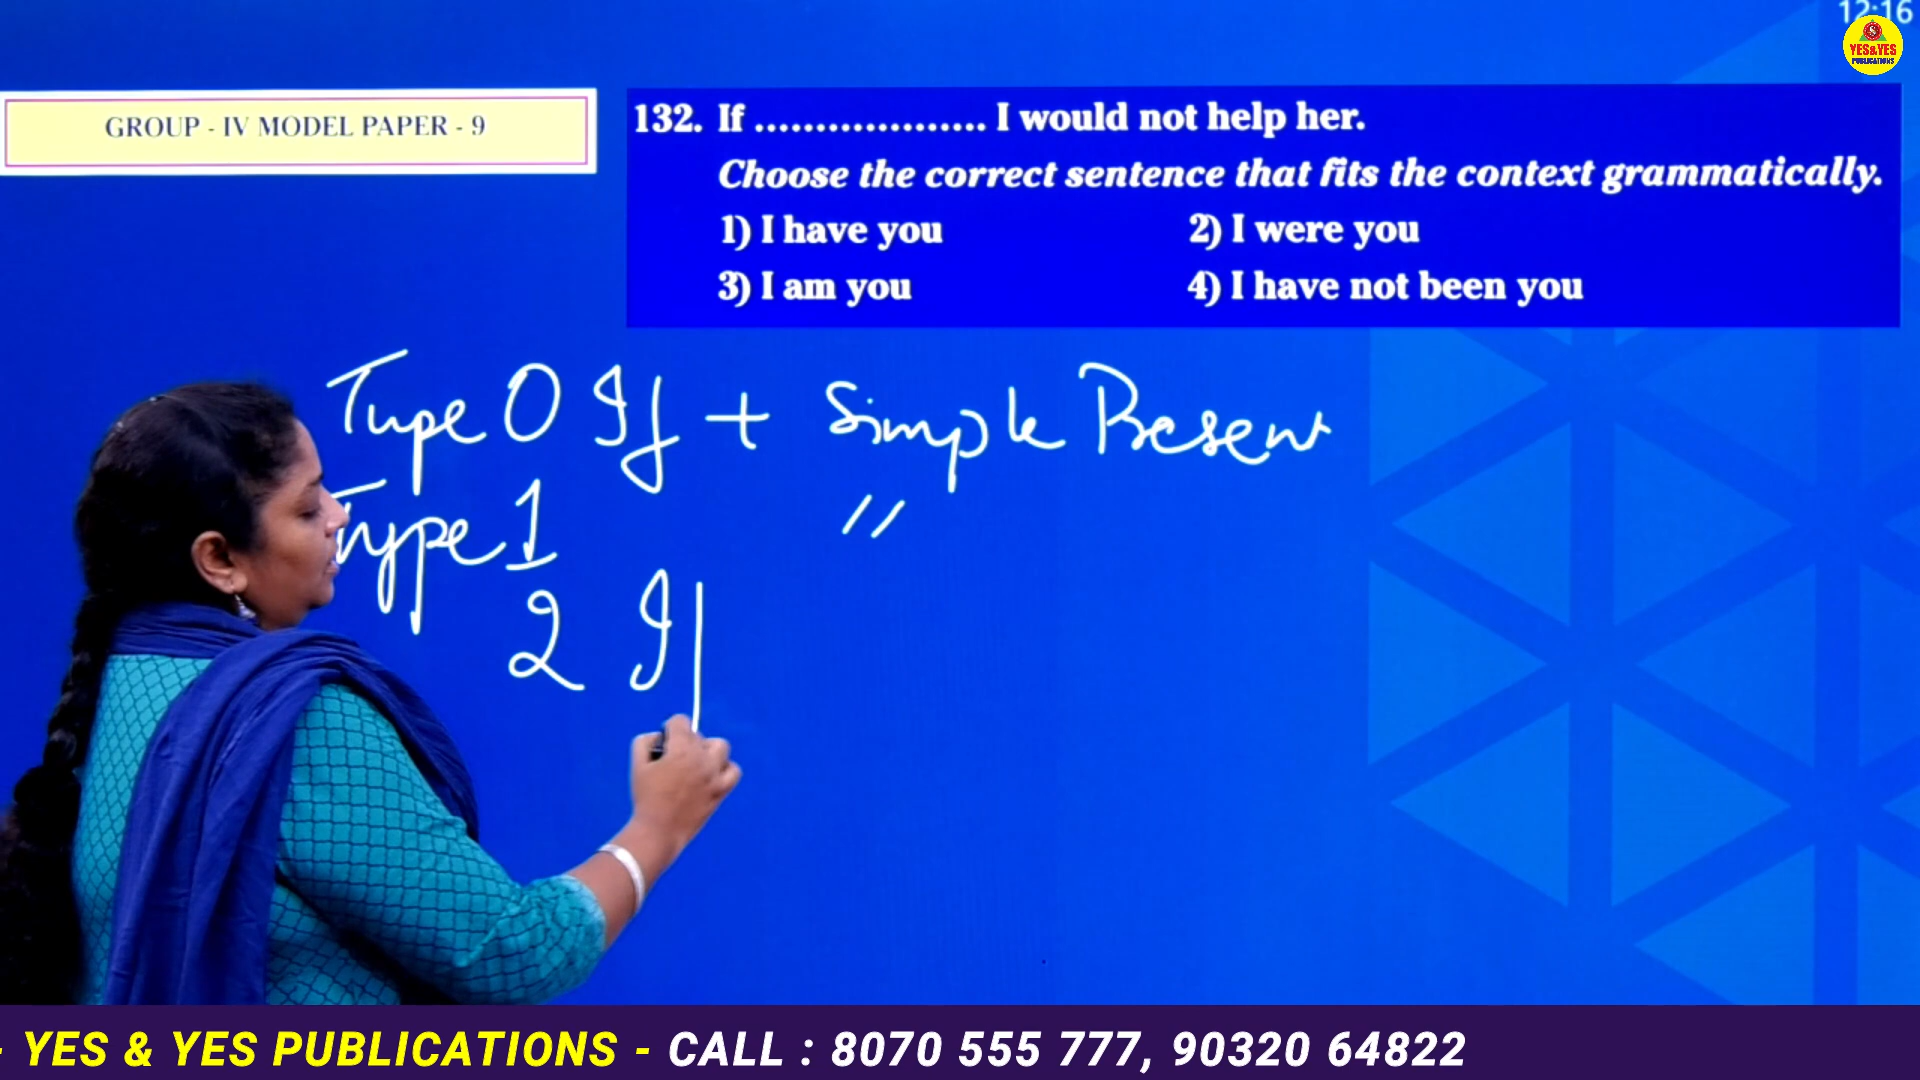 12:16
YES&YES
PUBLICATIONS
GROUP - IV MODEL PAPER - 9
132. If ................... I would not help her.
Choose the correct sentence that fits the context grammatically.
1) I have you 2) I were you
3) I am you 4) I have not been you
Type 0 If + Simple Present
Type 1 "
2 If
- YES & YES PUBLICATIONS - CALL : 8070 555 777, 90320 64822